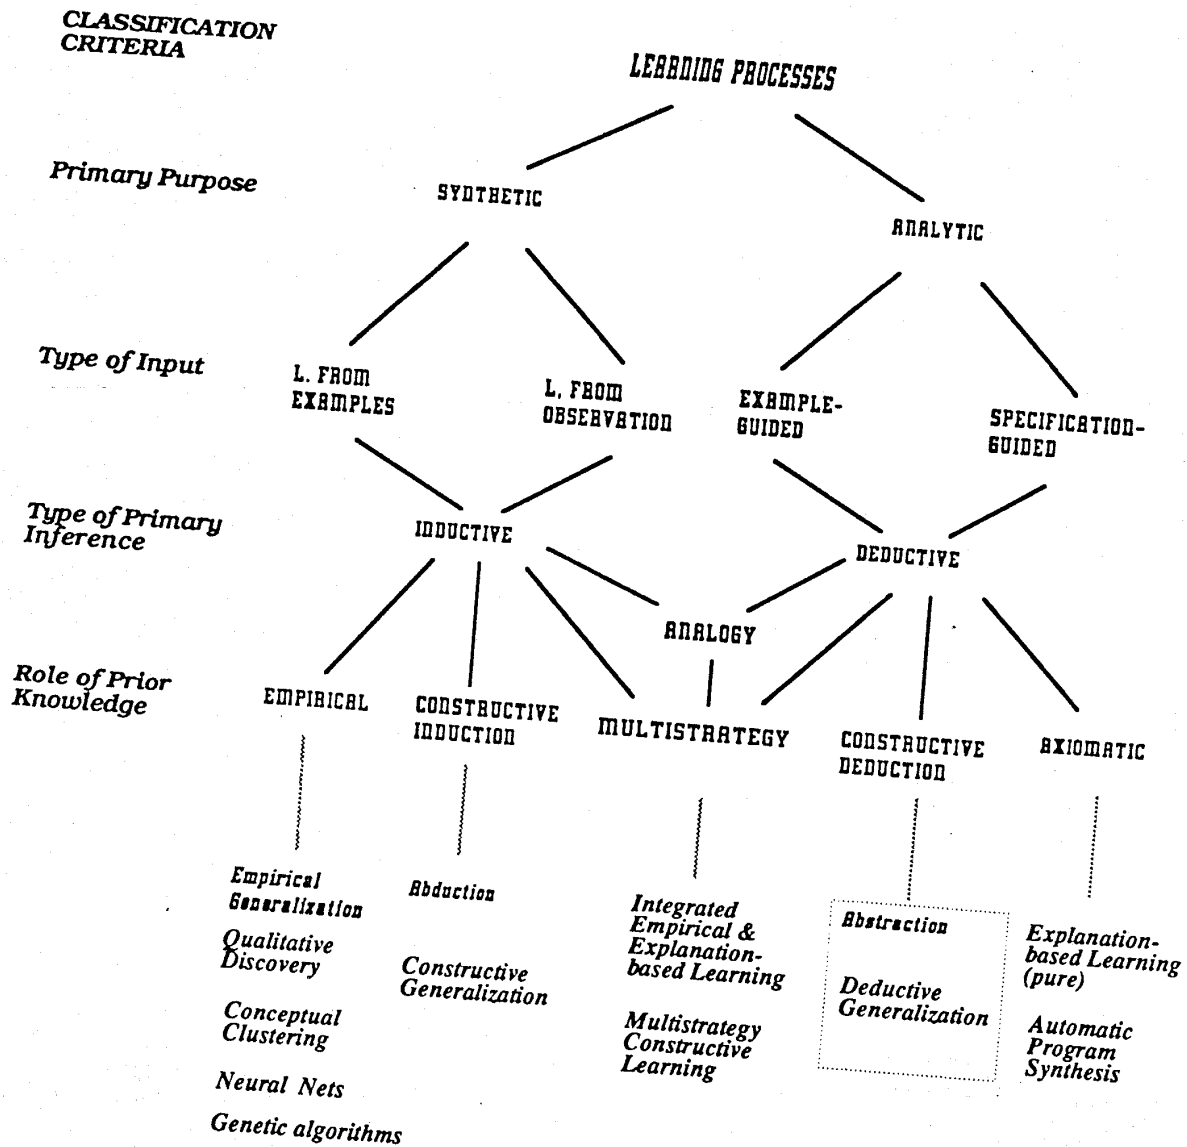 CLASSIFICATION
CRITERIA
LEARNING PROCESSES
Primary Purpose
SYNTHETIC
ANALYTIC
Type of Input
L. FROM
EXAMPLES
L. FROM
OBSERVATION
EXAMPLE-
GUIDED
SPECIFICATION-
GUIDED
Type of Primary
Inference
INDUCTIVE
DEDUCTIVE
ANALOGY
Role of Prior
Knowledge
EMPIRICAL
CONSTRUCTIVE
INDUCTION
MULTISTRATEGY
CONSTRUCTIVE
DEDUCTION
AXIOMATIC
Empirical
Generalization
Qualitative
Discovery
Conceptual
Clustering
Neural Nets
Genetic algorithms
Abduction
Constructive
Generalization
Integrated
Empirical &
Explanation-
based Learning
Multistrategy
Constructive
Learning
Abstraction
Deductive
Generalization
Explanation-
based Learning
(pure)
Automatic
Program
Synthesis